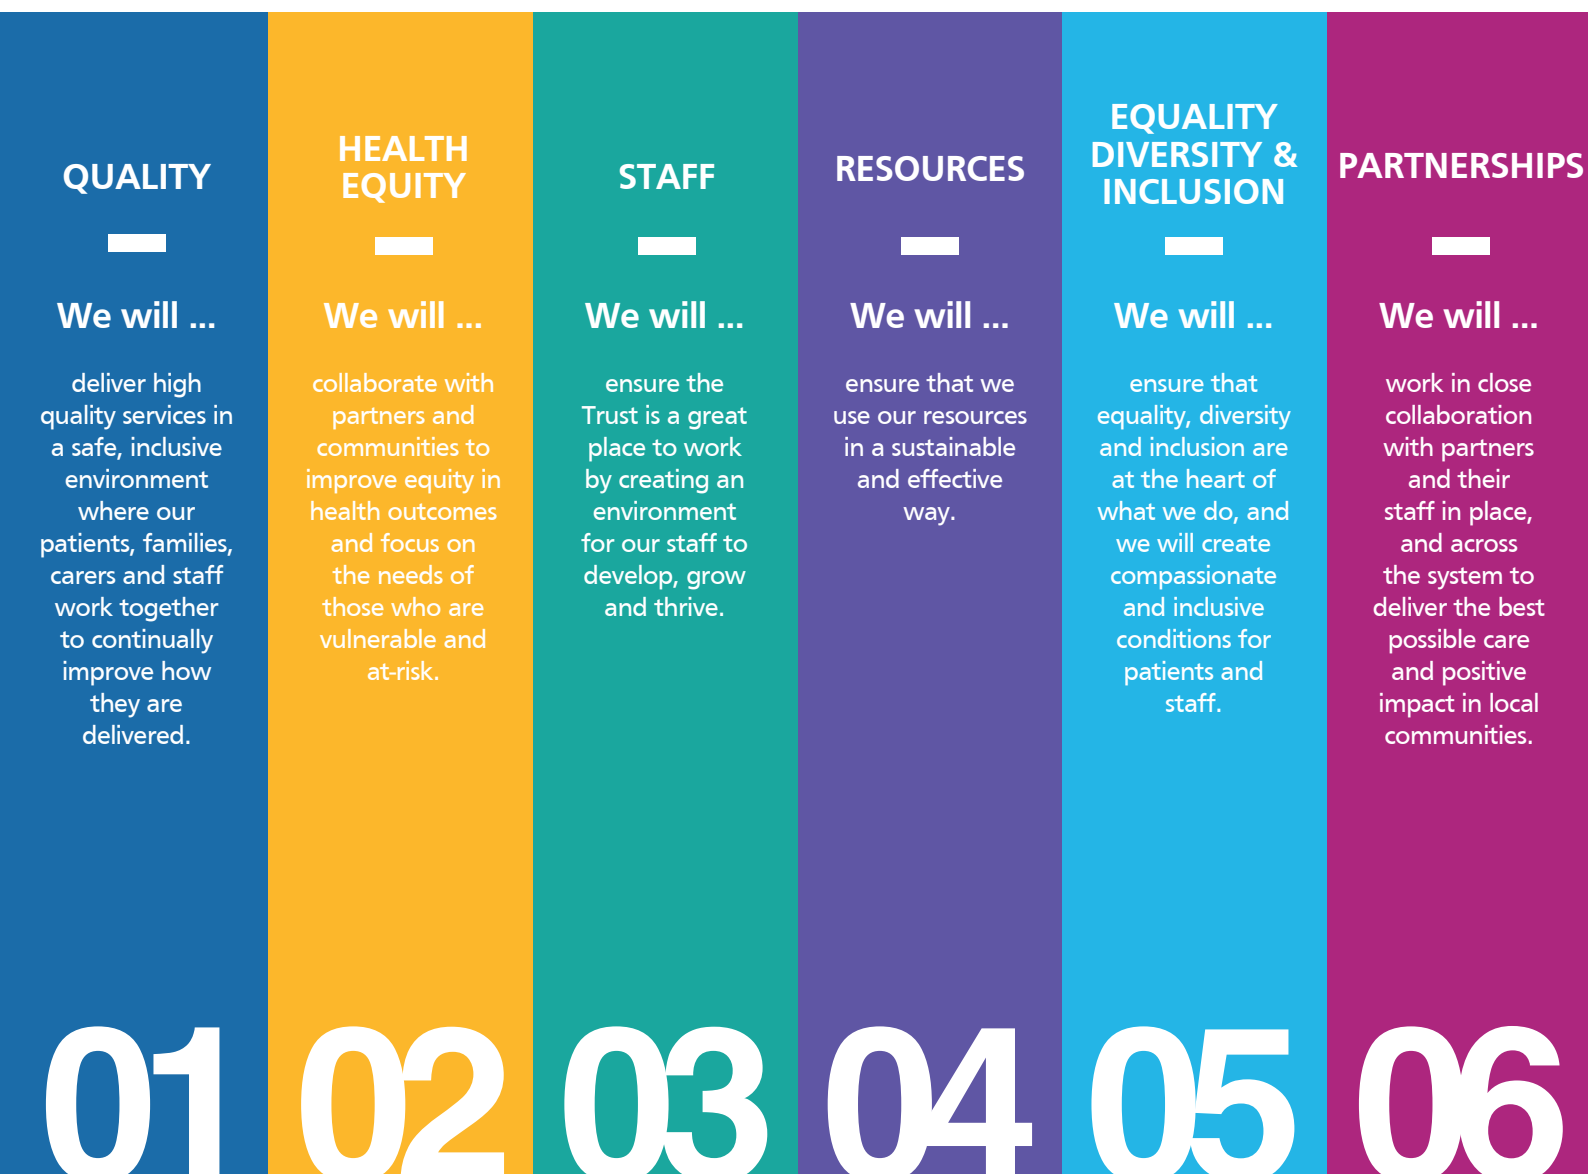 QUALITY
We will ...
deliver high
quality services in
a safe, inclusive
environment
where our
patients, families,
carers and staff
work together
to continually
improve how
they are
delivered.
01
HEALTH
EQUITY
We will ...
collaborate with
partners and
communities to
improve equity in
health outcomes
and focus on
the needs of
those who are
vulnerable and
at-risk.
02
STAFF
We will ...
ensure the
Trust is a great
place to work
by creating an
environment
for our staff to
develop, grow
and thrive.
03
RESOURCES
We will ...
ensure that we
use our resources
in a sustainable
and effective
way.
04
EQUALITY
DIVERSITY &
INCLUSION
We will ...
ensure that
equality, diversity
and inclusion are
at the heart of
what we do, and
we will create
compassionate
and inclusive
conditions for
patients and
staff.
05
PARTNERSHIPS
We will ...
work in close
collaboration
with partners
and their
staff in place,
and across
the system to
deliver the best
possible care
and positive
impact in local
communities.
06